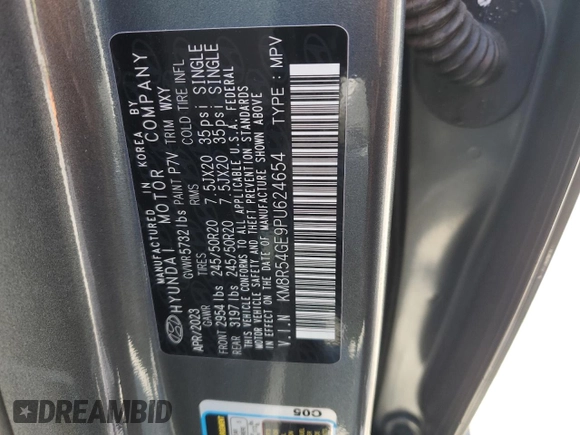 MANUFACTURED IN KOREA BY
HYUNDAI MOTOR COMPANY
APR/2023 GVWR 5732 lbs PAINT P7V TRIM WXY
GAWR TIRES RIMS COLD TIRE INFL
FRONT 2954 lbs 245/50R20 7.5JX20 35psi SINGLE
REAR 3197 lbs 245/50R20 7.5JX20 35psi SINGLE
THIS VEHICLE CONFORMS TO ALL APPLICABLE U.S.A. FEDERAL
MOTOR VEHICLE SAFETY AND THEFT PREVENTION STANDARDS
IN EFFECT ON THE DATE OF MANUFACTURE SHOWN ABOVE
V.I.N KM8R54GE9PU624654 TYPE : MPV
C05
DREAMBID